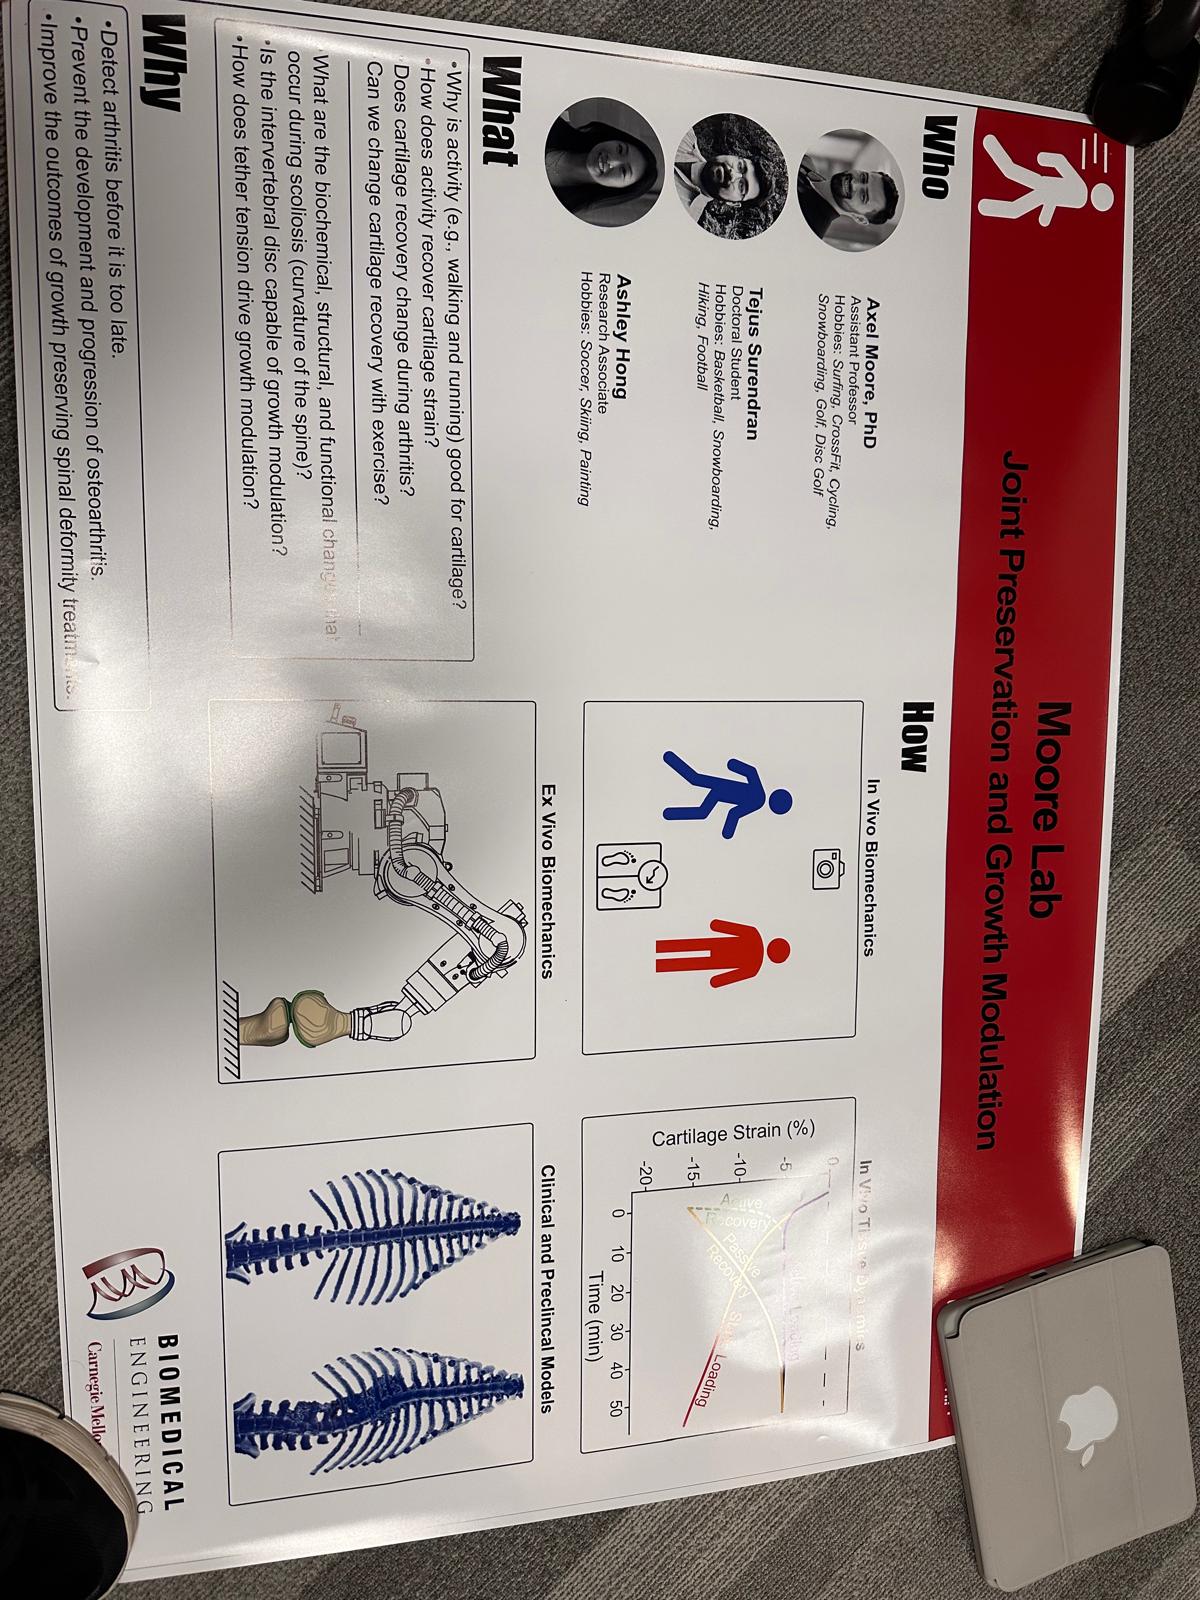 Moore Lab
Joint Preservation and Growth Modulation
Who
Axel Moore, PhD
Assistant Professor
Hobbies: Surfing, CrossFit, Cycling,
Snowboarding, Golf, Disc Golf
Tejus Surendran
Doctoral Student
Hobbies: Basketball, Snowboarding,
Hiking, Football
Ashley Hong
Research Associate
Hobbies: Soccer, Skiing, Painting
What
•Why is activity (e.g., walking and running) good for cartilage?
•How does activity recover cartilage strain?
Does cartilage recovery change during arthritis?
Can we change cartilage recovery with exercise?
What are the biochemical, structural, and functional changes that
occur during scoliosis (curvature of the spine)?
•Is the intervertebral disc capable of growth modulation?
•How does tether tension drive growth modulation?
Why
•Detect arthritis before it is too late.
•Prevent the development and progression of osteoarthritis.
•Improve the outcomes of growth preserving spinal deformity treatments.
How
In Vivo Biomechanics
In Vivo Tissue Dynamics
Cartilage Strain (%)
0
-5
-10
-15
-20
Active
Recovery
Passive
Recovery
Loading
Static Loading
0 10 20 30 40 50
Time (min)
Ex Vivo Biomechanics
Clinical and Preclincal Models
BIOMEDICAL
ENGINEERING
Carnegie